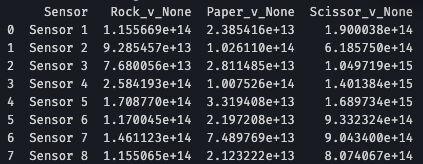 Sensor Rock_v_None Paper_v_None Scissor_v_None
0 Sensor 1 1.155669e+14 2.385416e+13 1.900038e+14
1 Sensor 2 9.285457e+13 1.026110e+14 6.185750e+14
2 Sensor 3 7.680056e+13 2.811485e+13 1.049719e+15
3 Sensor 4 2.584193e+14 1.007526e+14 1.401384e+15
4 Sensor 5 1.708770e+14 3.319408e+13 1.689734e+15
5 Sensor 6 1.170045e+14 2.197208e+13 9.332324e+14
6 Sensor 7 1.461123e+14 7.489769e+13 9.043400e+14
7 Sensor 8 1.155065e+14 2.123222e+13 8.074067e+14